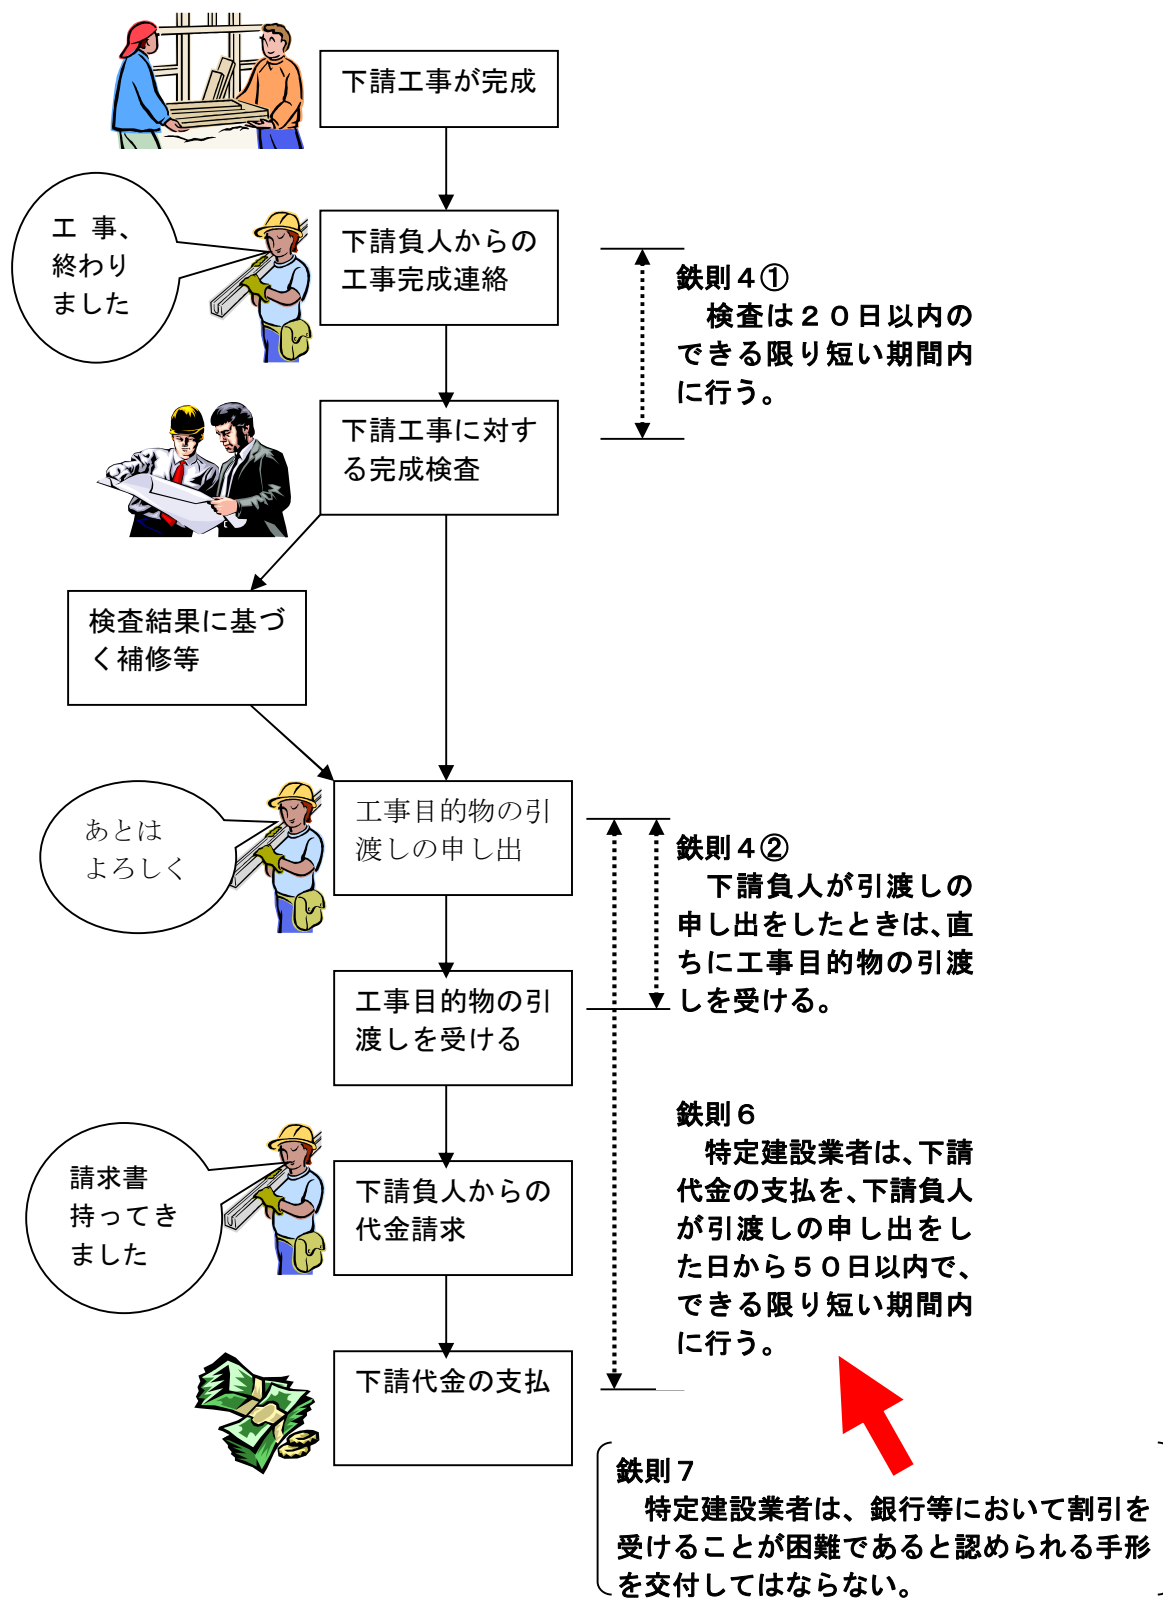 下請工事が完成
工 事、
終わり
ました
下請負人からの
工事完成連絡
鉄則４①
検査は２０日以内の
できる限り短い期間内
に行う。
下請工事に対す
る完成検査
検査結果に基づ
く補修等
あとは
よろしく
工事目的物の引
渡しの申し出
鉄則４②
下請負人が引渡しの
申し出をしたときは、直
ちに工事目的物の引渡
しを受ける。
工事目的物の引
渡しを受ける
請求書
持ってき
ました
下請負人からの
代金請求
鉄則６
特定建設業者は、下請
代金の支払を、下請負人
が引渡しの申し出をし
た日から５０日以内で、
できる限り短い期間内
に行う。
下請代金の支払
鉄則７
特定建設業者は、銀行等において割引を
受けることが困難であると認められる手形
を交付してはならない。